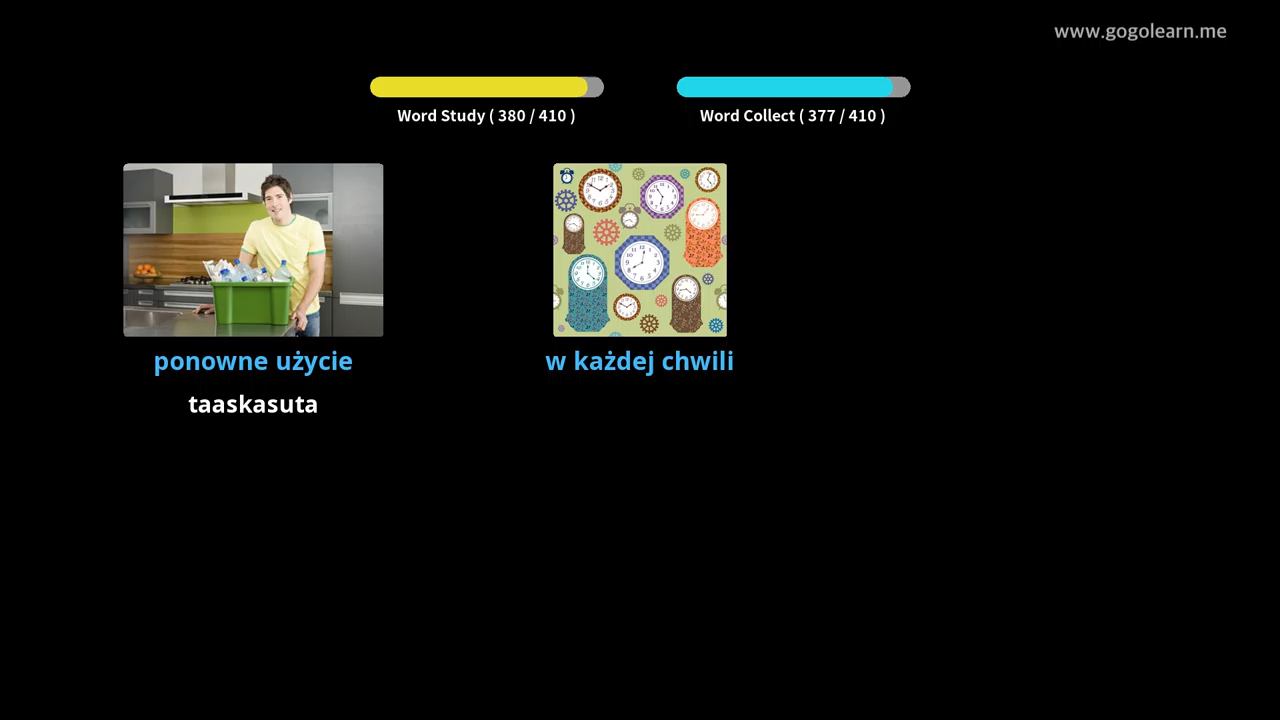 www.gogolearn.me
Word Study ( 380 / 410 )
Word Collect ( 377 / 410 )
ponowne użycie
w każdej chwili
taaskasuta